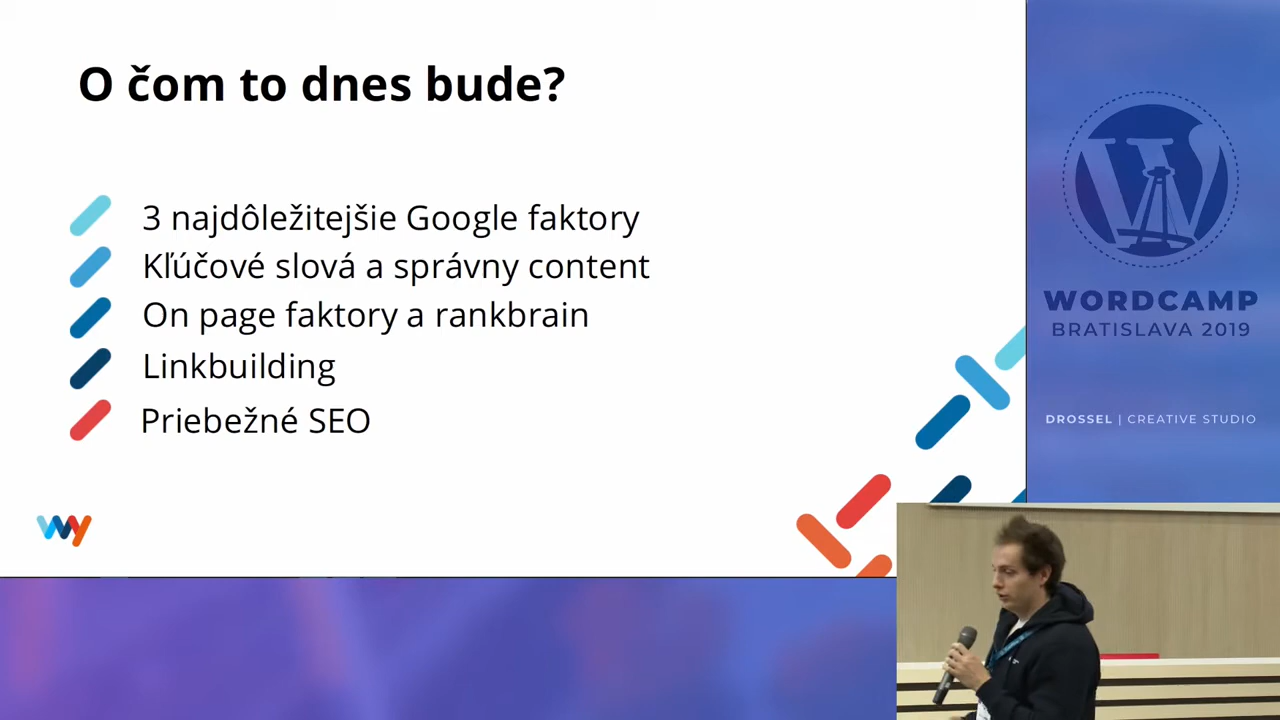 O čom to dnes bude?
3 najdôležitejšie Google faktory
Kľúčové slová a správny content
On page faktory a rankbrain
Linkbuilding
Priebežné SEO
wy
WORDCAMP
BRATISLAVA 2019
DROSSEL | CREATIVE STUDIO